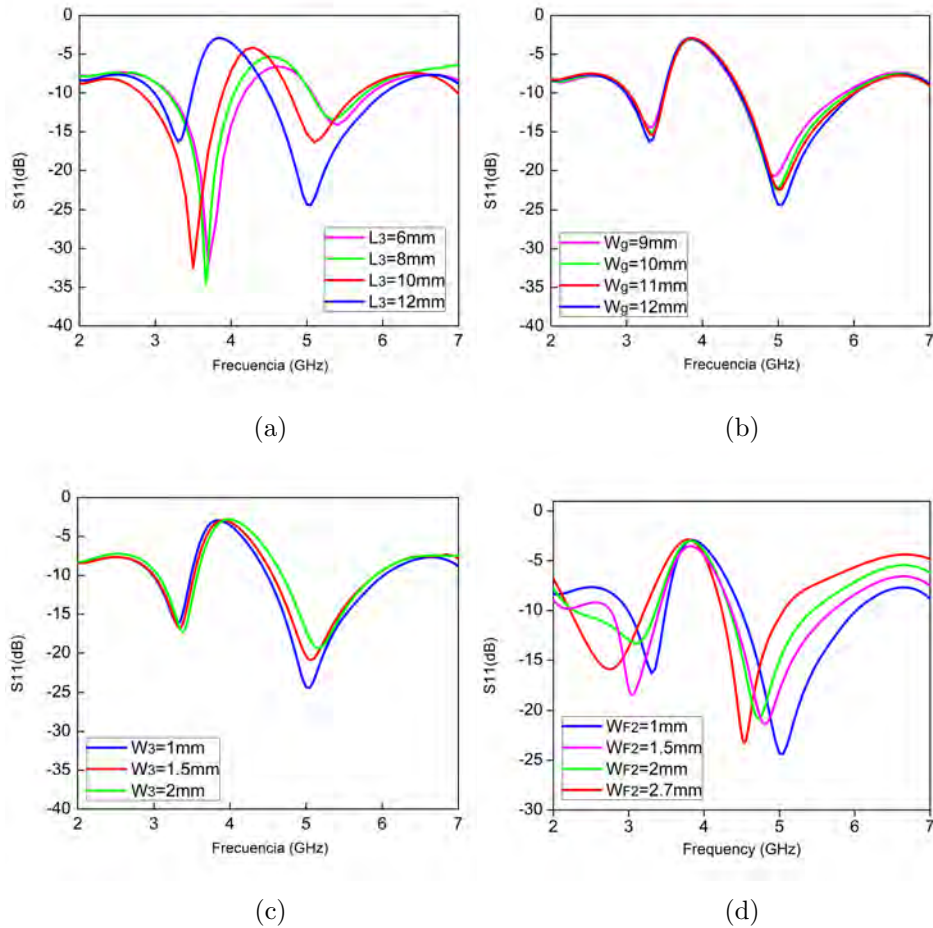 0
-5
-10
-15
-20
-25
-30
-35
-40
S11(dB)
L3=6mm
L3=8mm
L3=10mm
L3=12mm
2 3 4 5 6 7
Frecuencia (GHz)
(a)
0
-5
-10
-15
-20
-25
-30
-35
-40
S11(dB)
Wg=9mm
Wg=10mm
Wg=11mm
Wg=12mm
2 3 4 5 6 7
Frecuencia (GHz)
(b)
0
-5
-10
-15
-20
-25
-30
-35
-40
S11(dB)
W3=1mm
W3=1.5mm
W3=2mm
2 3 4 5 6 7
Frecuencia (GHz)
(c)
0
-5
-10
-15
-20
-25
-30
S11(dB)
WF2=1mm
WF2=1.5mm
WF2=2mm
WF2=2.7mm
2 3 4 5 6 7
Frequency (GHz)
(d)